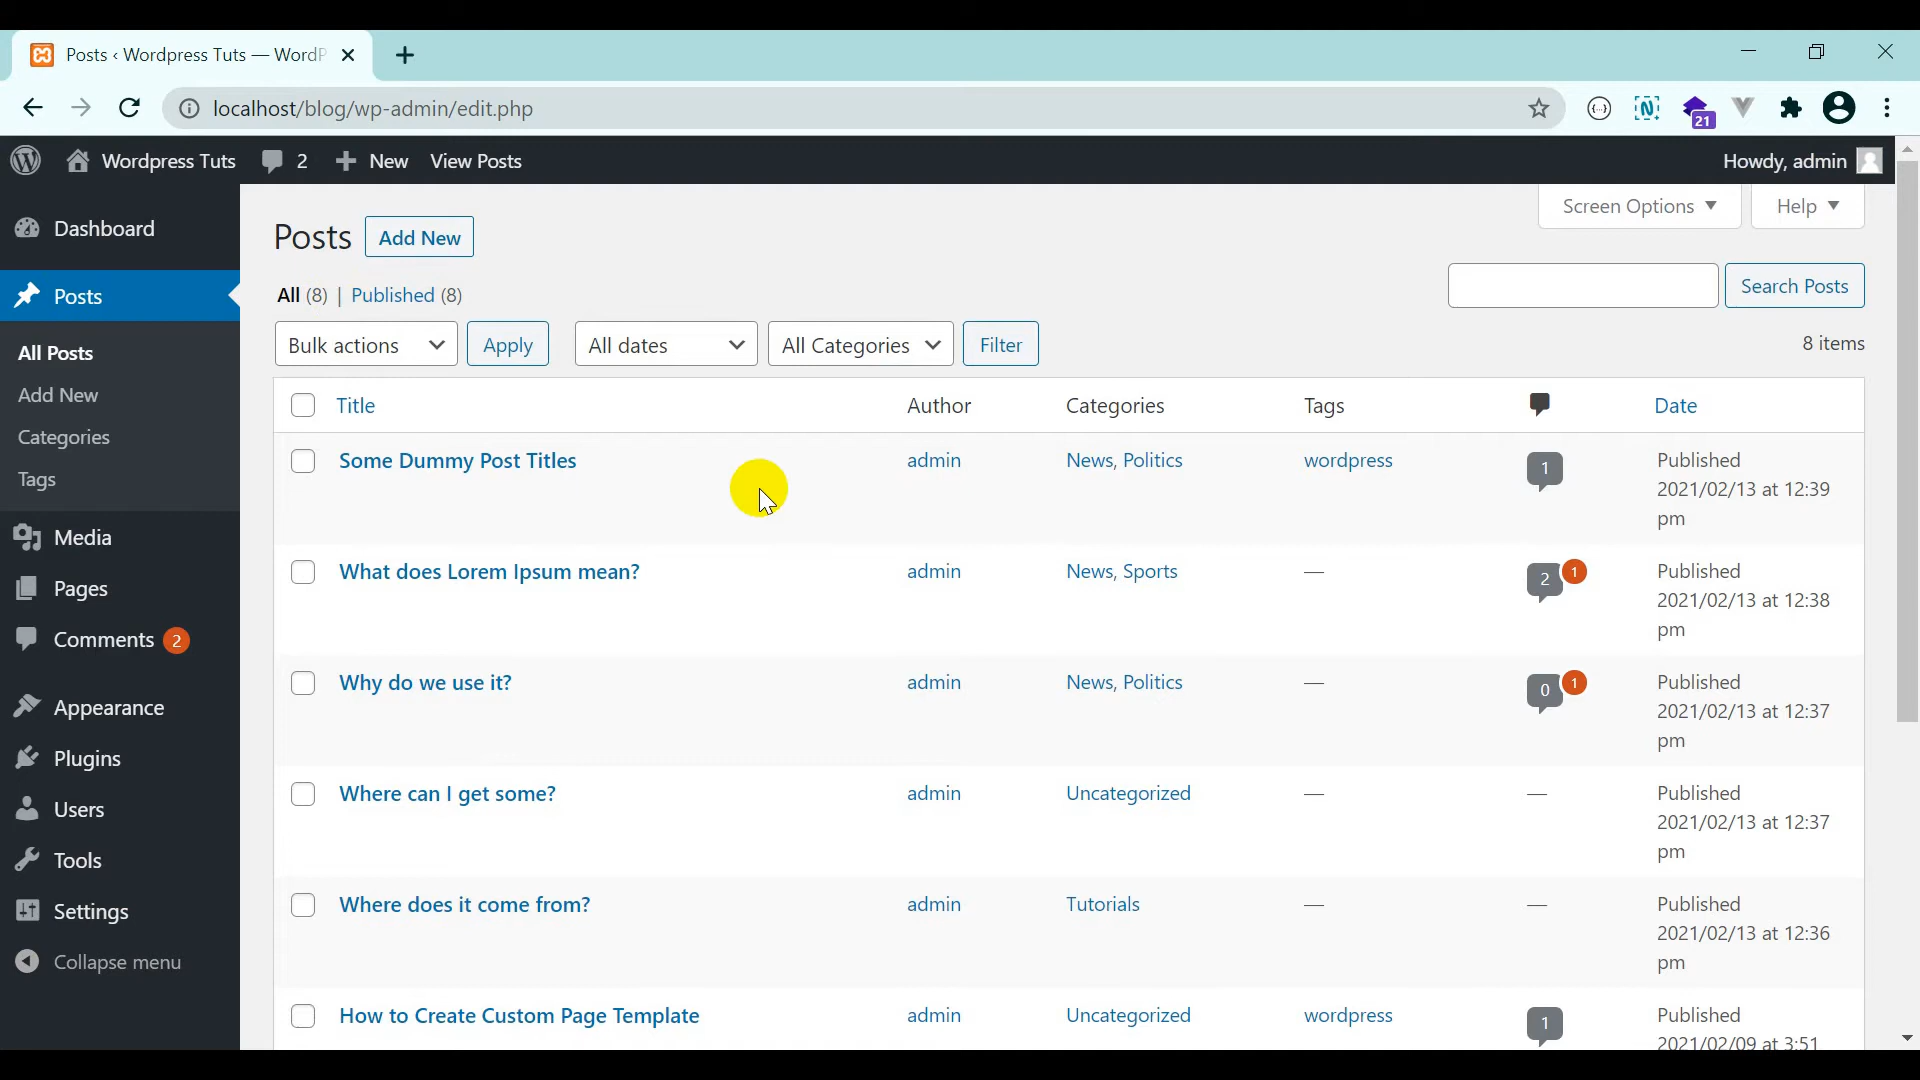 Posts ‹ Wordpress Tuts — WordP
localhost/blog/wp-admin/edit.php
21
Wordpress Tuts 2 New View Posts Howdy, admin
Screen Options Help
Dashboard
Posts
All Posts
Add New
Categories
Tags
Media
Pages
Comments 2
Appearance
Plugins
Users
Tools
Settings
Collapse menu
Posts Add New
All (8) | Published (8)
Search Posts
Bulk actions Apply All dates All Categories Filter 8 items
Title Author Categories Tags Date
Some Dummy Post Titles admin News, Politics wordpress 1 Published
2021/02/13 at 12:39
pm
What does Lorem Ipsum mean? admin News, Sports — 2 1 Published
2021/02/13 at 12:38
pm
Why do we use it? admin News, Politics — 0 1 Published
2021/02/13 at 12:37
pm
Where can I get some? admin Uncategorized — — Published
2021/02/13 at 12:37
pm
Where does it come from? admin Tutorials — — Published
2021/02/13 at 12:36
pm
How to Create Custom Page Template admin Uncategorized wordpress 1 Published
2021/02/09 at 3:51